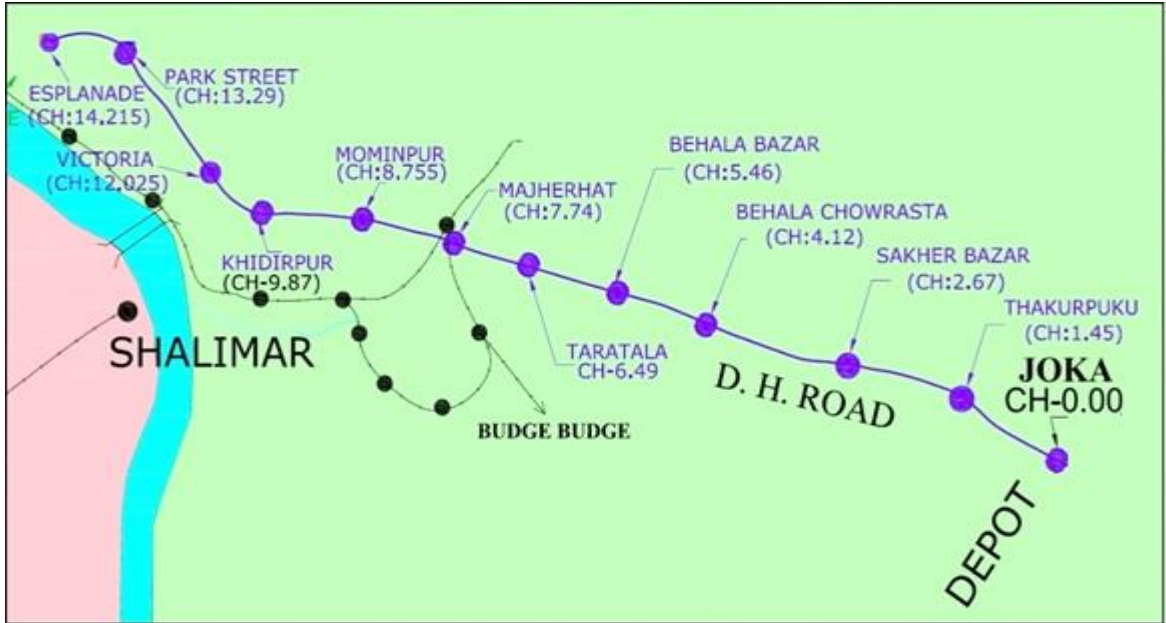 PARK STREET
(CH:13.29)
ESPLANADE
(CH:14.215)
VICTORIA
(CH:12.025)
MOMINPUR
(CH:8.755)
KHIDIRPUR
(CH-9.87)
MAJHERHAT
(CH:7.74)
BEHALA BAZAR
(CH:5.46)
BEHALA CHOWRASTA
(CH:4.12)
SAKHER BAZAR
(CH:2.67)
THAKURPUKU
(CH:1.45)
JOKA
CH-0.00
TARATALA
CH-6.49
SHALIMAR
D. H. ROAD
BUDGE BUDGE
DEPOT